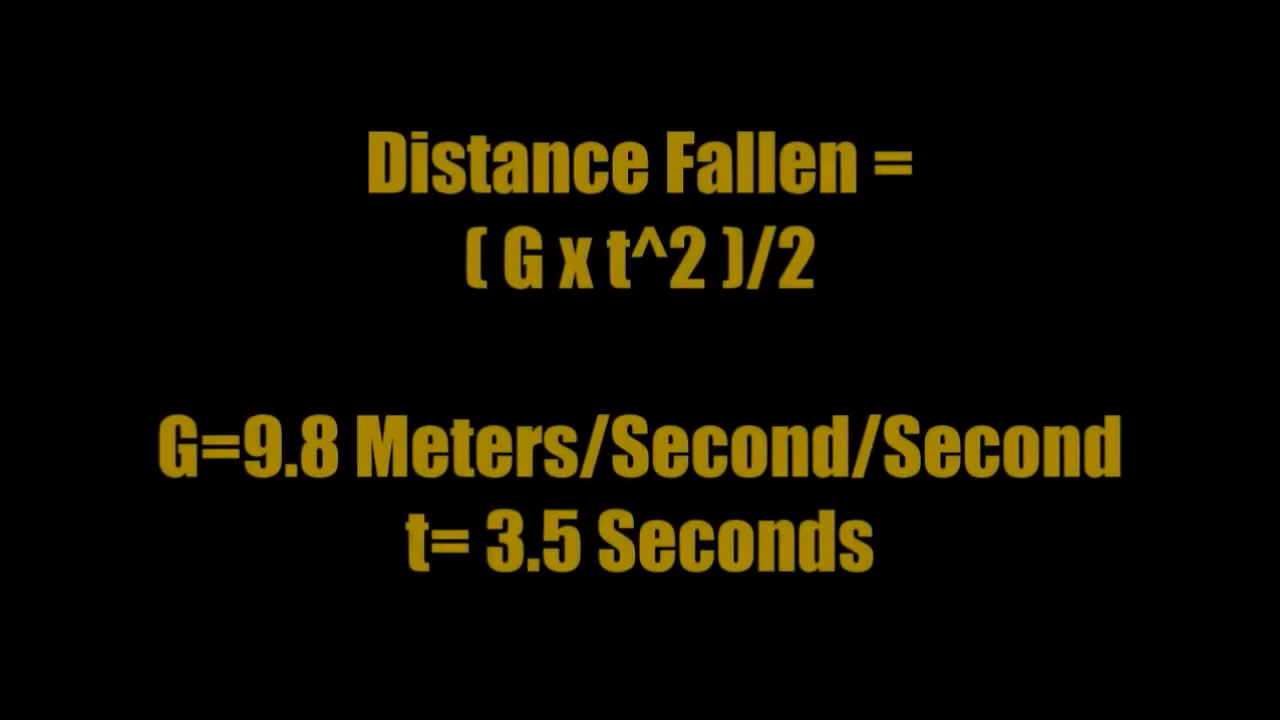 Distance Fallen =
( G x t^2 )/2
G=9.8 Meters/Second/Second
t= 3.5 Seconds